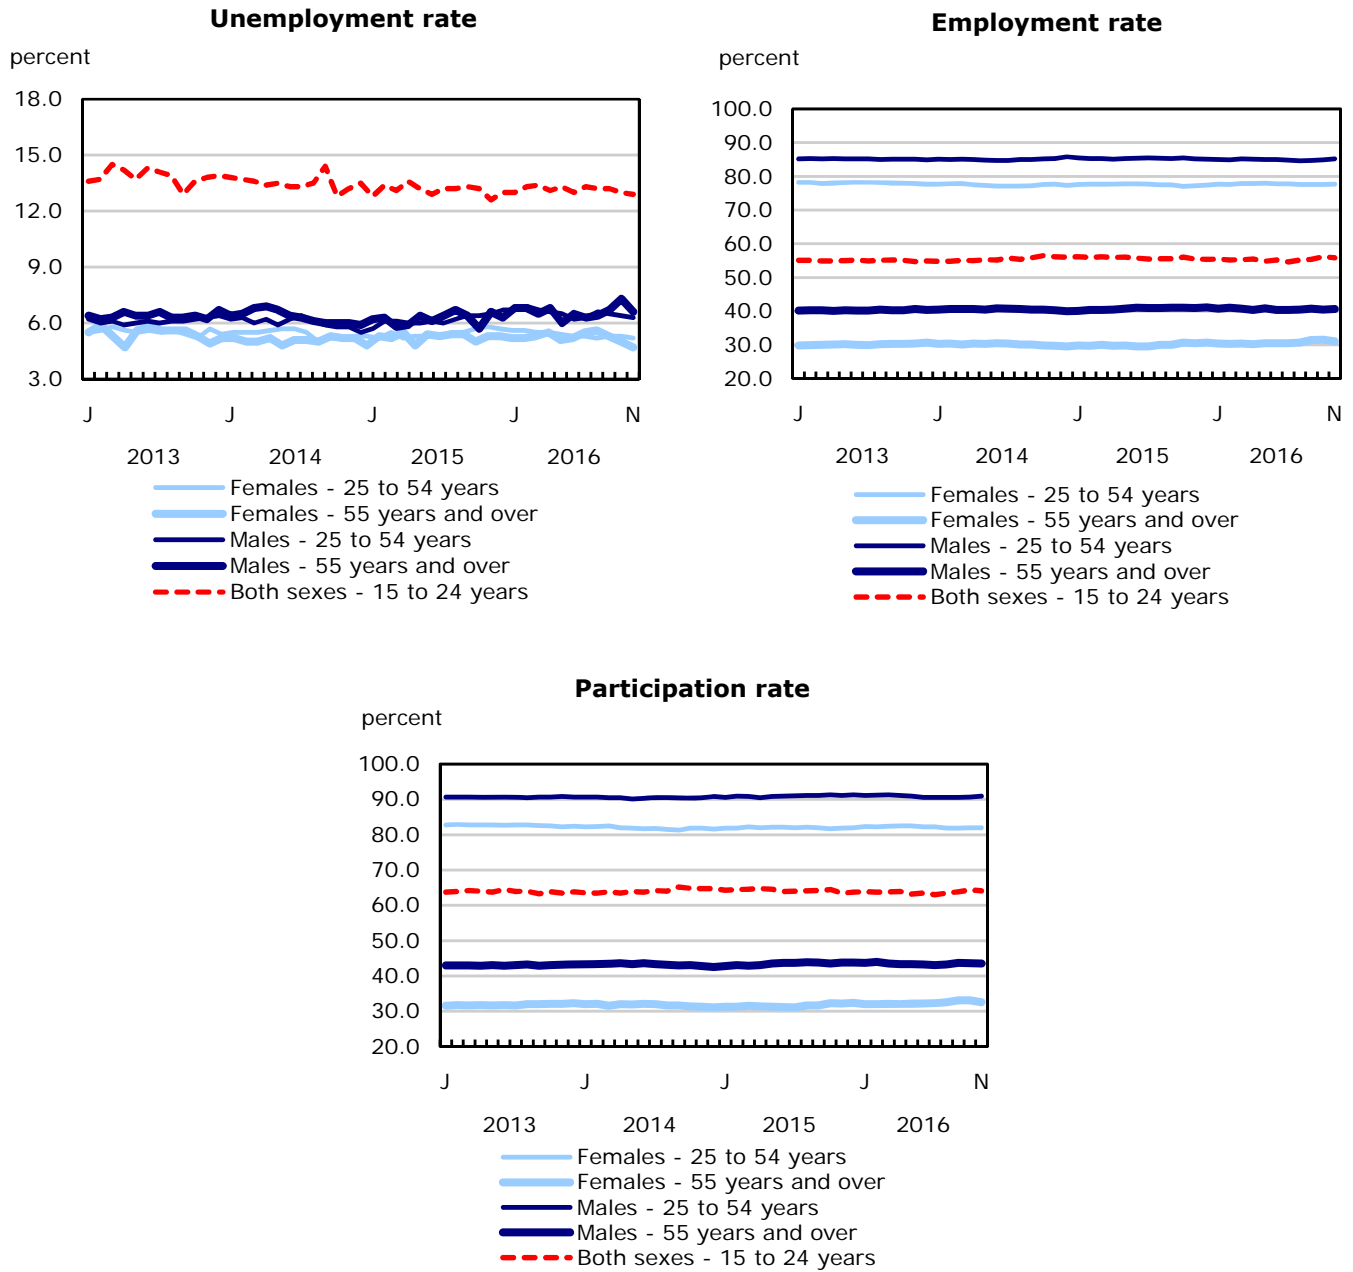 Unemployment rate
percent
18.0
15.0
12.0
9.0
6.0
3.0
J J J J N
2013 2014 2015 2016
Females - 25 to 54 years
Females - 55 years and over
Males - 25 to 54 years
Males - 55 years and over
Both sexes - 15 to 24 years
Employment rate
percent
100.0
90.0
80.0
70.0
60.0
50.0
40.0
30.0
20.0
J J J J N
2013 2014 2015 2016
Females - 25 to 54 years
Females - 55 years and over
Males - 25 to 54 years
Males - 55 years and over
Both sexes - 15 to 24 years
Participation rate
percent
100.0
90.0
80.0
70.0
60.0
50.0
40.0
30.0
20.0
J J J J N
2013 2014 2015 2016
Females - 25 to 54 years
Females - 55 years and over
Males - 25 to 54 years
Males - 55 years and over
Both sexes - 15 to 24 years